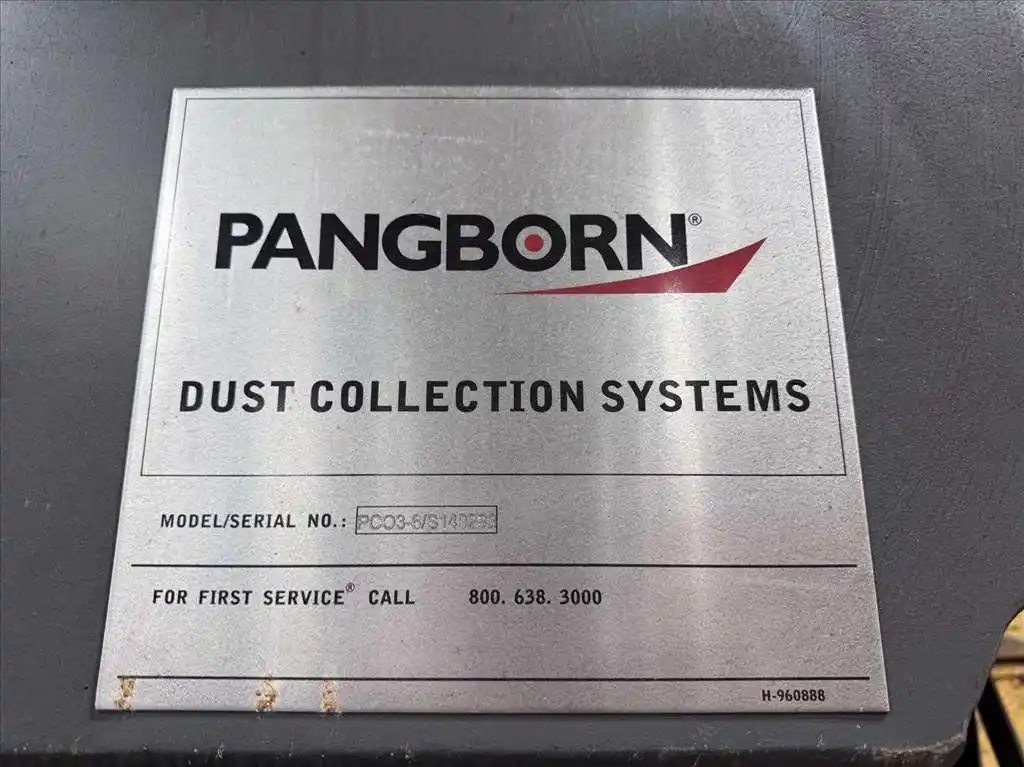 PANGBORN®
DUST COLLECTION SYSTEMS
MODEL/SERIAL NO.:
FOR FIRST SERVICE® CALL 800. 638. 3000
H-960888